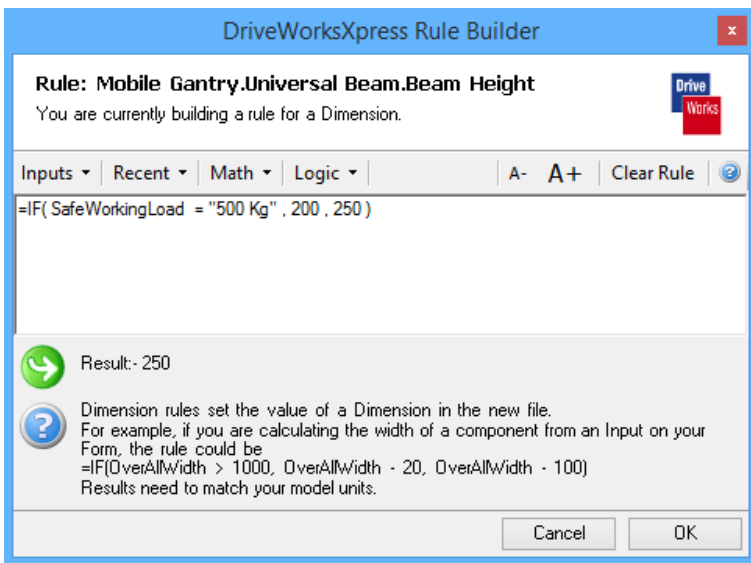 DriveWorksXpress Rule Builder
x
Rule: Mobile Gantry.Universal Beam.Beam Height
You are currently building a rule for a Dimension.
Drive
Works
Inputs Recent Math Logic A- A+ Clear Rule ?
=IF( SafeWorkingLoad = "500 Kg" , 200 , 250 )
Result:- 250
?
Dimension rules set the value of a Dimension in the new file.
For example, if you are calculating the width of a component from an Input on your
Form, the rule could be
=IF(OverAllWidth > 1000, OverAllWidth - 20, OverAllWidth - 100)
Results need to match your model units.
Cancel OK